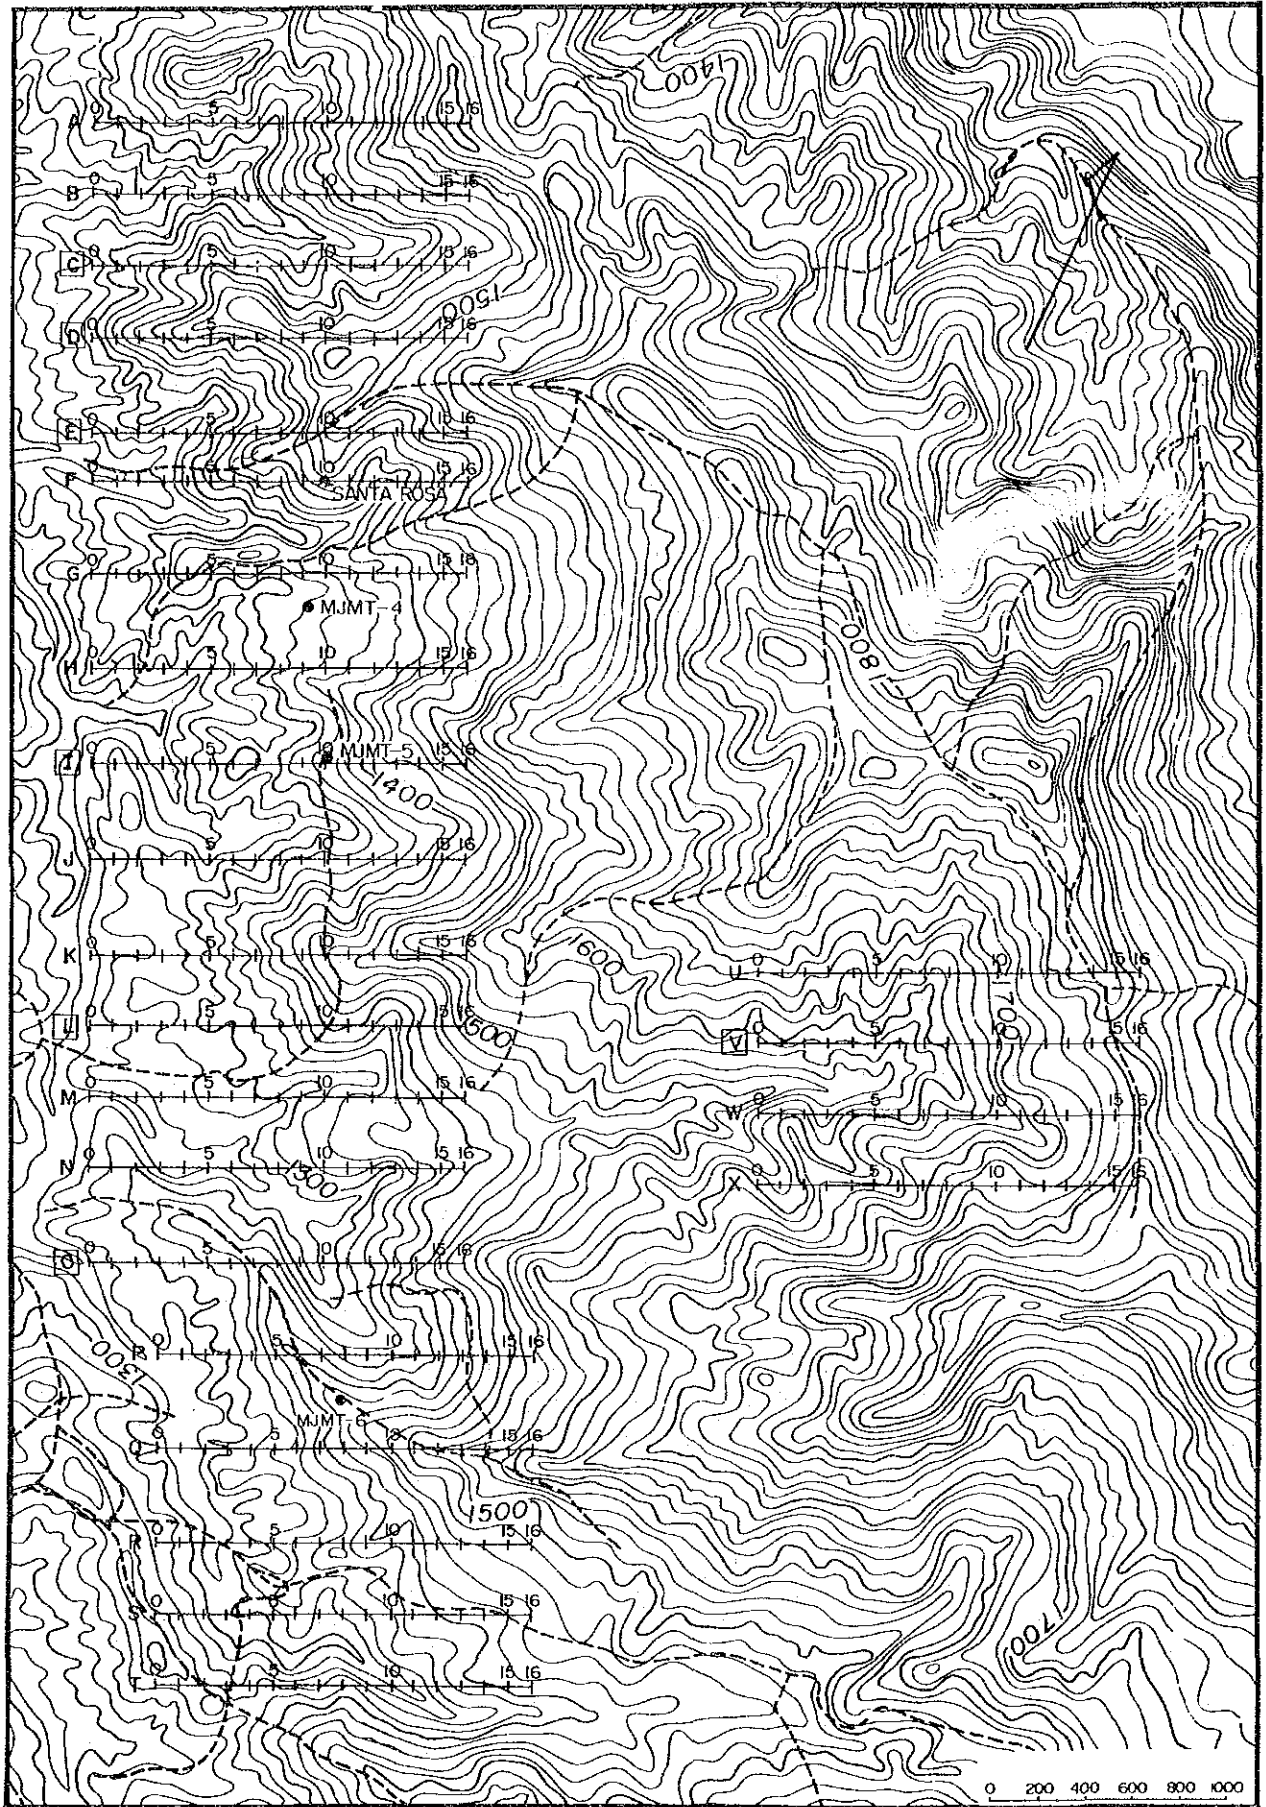 1400
A 0 5 10 15 16
B 0 5 10 15 16
C 0 5 10 15 16
1500
D 0 5 10 15 16
E 0 5 10 15 16
F 0 5 10 15 16
SANTA ROSA
G 0 5 10 15 18
MJMT-4
1800
H 0 5 10 15 16
I 0 5 10 15 16
MJMT-5
1400
J 0 5 10 15 16
K 0 5 10 15 16
1600
U 0 5 10 15 16
1700
L 0 5 10 15 16
1500
V 0 5 10 15 16
M 0 5 10 15 16
W 0 5 10 15 16
N 0 5 10 15 16
1300
X 0 5 10 15 16
O 0 5 10 15 16
1300
0 5 10 15 16
MJMT-6
Q 0 5 15 16
1500
R 0 5 10 15 16
S 0 10 15 16
1700
T 0 5 10 15 16
0 200 400 600 800 1000